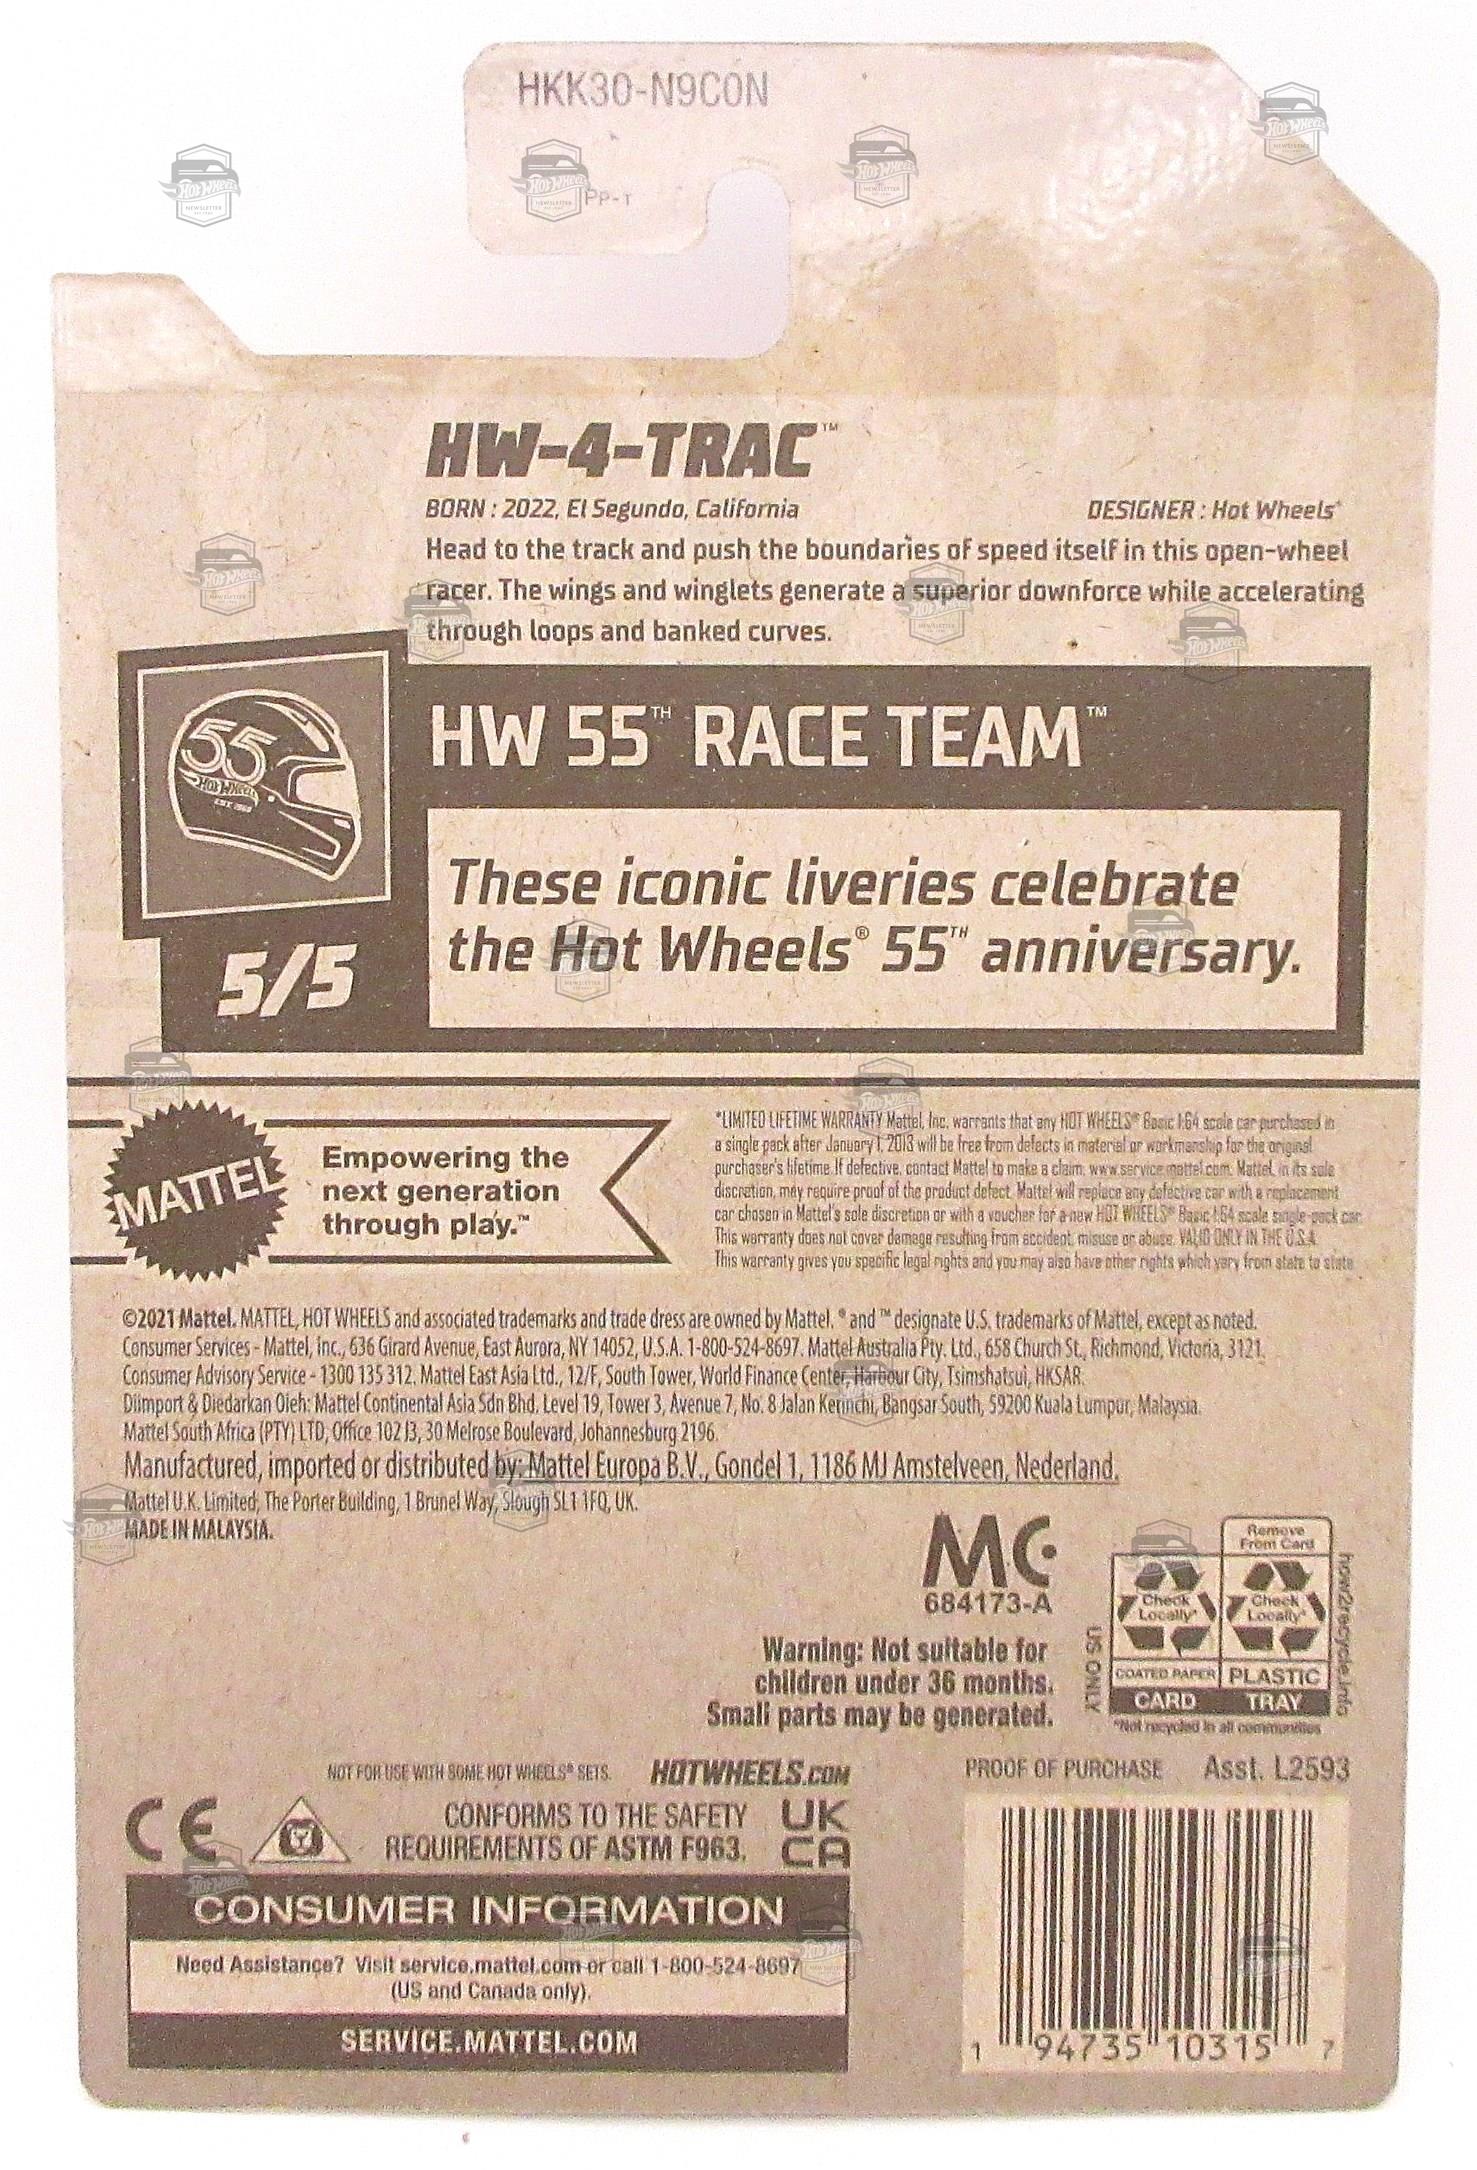 HKK30-N9C0N
PP-1
HW-4-TRAC™
BORN : 2022, El Segundo, California
DESIGNER : Hot Wheels®
Head to the track and push the boundaries of speed itself in this open-wheel
racer. The wings and winglets generate a superior downforce while accelerating
through loops and banked curves.
55
HOT WHEELS
EST. 1968
HW 55TH RACE TEAM™
These iconic liveries celebrate
the Hot Wheels® 55TH anniversary.
5/5
MATTEL
Empowering the
next generation
through play.™
*LIMITED LIFETIME WARRANTY Mattel, Inc. warrants that any HOT WHEELS® Basic 1:64 scale car purchased in
a single pack after January 1, 2013 will be free from defects in material or workmanship for the original
purchaser's lifetime. If defective, contact Mattel to make a claim: www.service.mattel.com. Mattel, in its sole
discretion, may require proof of the product defect. Mattel will replace any defective car with a replacement
car chosen in Mattel's sole discretion or with a voucher for a new HOT WHEELS® Basic 1:64 scale single-pack car.
This warranty does not cover damage resulting from accident, misuse or abuse. VALID ONLY IN THE U.S.A.
This warranty gives you specific legal rights and you may also have other rights which vary from state to state.
©2021 Mattel. MATTEL, HOT WHEELS and associated trademarks and trade dress are owned by Mattel. ® and ™ designate U.S. trademarks of Mattel, except as noted.
Consumer Services - Mattel, Inc., 636 Girard Avenue, East Aurora, NY 14052, U.S.A. 1-800-524-8697. Mattel Australia Pty. Ltd., 658 Church St., Richmond, Victoria, 3121.
Consumer Advisory Service - 1300 135 312. Mattel East Asia Ltd., 12/F, South Tower, World Finance Center, Harbour City, Tsimshatsui, HKSAR.
Diimport & Diedarkan Oleh: Mattel Continental Asia Sdn Bhd. Level 19, Tower 3, Avenue 7, No. 8 Jalan Kerinchi, Bangsar South, 59200 Kuala Lumpur, Malaysia.
Mattel South Africa (PTY) LTD, Office 102 I3, 30 Melrose Boulevard, Johannesburg 2196.
Manufactured, imported or distributed by: Mattel Europa B.V., Gondel 1, 1186 MJ Amstelveen, Nederland.
Mattel U.K. Limited, The Porter Building, 1 Brunel Way, Slough SL1 1FQ, UK.
MADE IN MALAYSIA.
MC
684173-A
Warning: Not suitable for
children under 36 months.
Small parts may be generated.
US ONLY
Remove
From Card
Check
Locally*
Check
Locally*
COATED PAPER
PLASTIC
CARD
TRAY
how2recycle.info
*Not recycled in all communities
NOT FOR USE WITH SOME HOT WHEELS® SETS.
HOTWHEELS.COM
PROOF OF PURCHASE
Asst. L2593
CE
CONFORMS TO THE SAFETY
REQUIREMENTS OF ASTM F963.
UK
CA
CONSUMER INFORMATION
Need Assistance? Visit service.mattel.com or call 1-800-524-8697
(US and Canada only).
SERVICE.MATTEL.COM
1 94735 10315 7